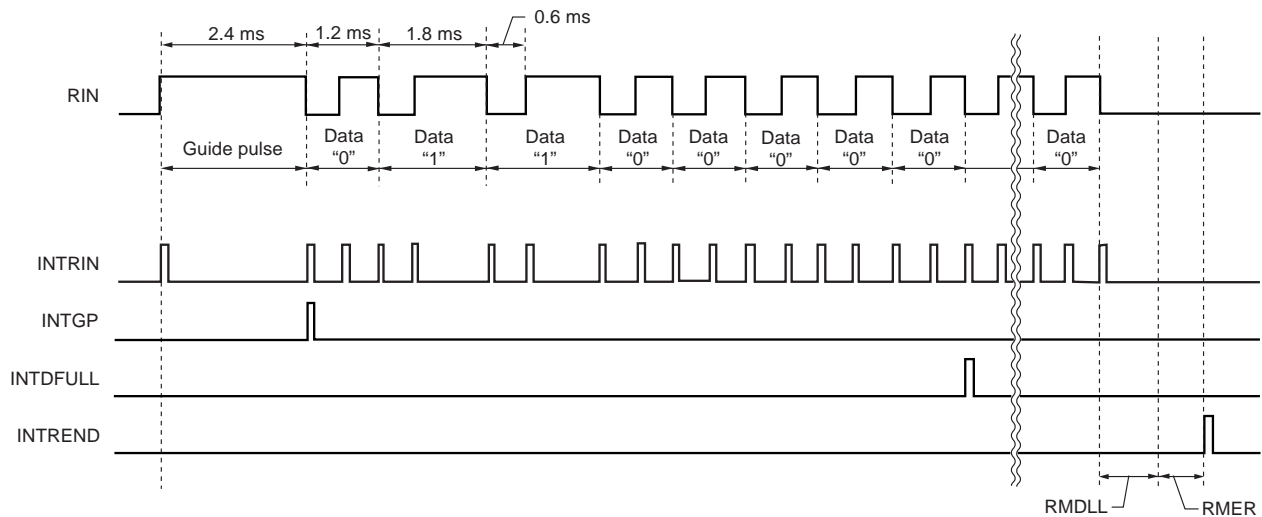 2.4 ms 1.2 ms 1.8 ms 0.6 ms
RIN
Guide pulse
Data “0”
Data “1”
Data “1”
Data “0”
Data “0”
Data “0”
Data “0”
Data “0”
Data “0”
INTRIN
INTGP
INTDFULL
INTREND
RMDLL RMER